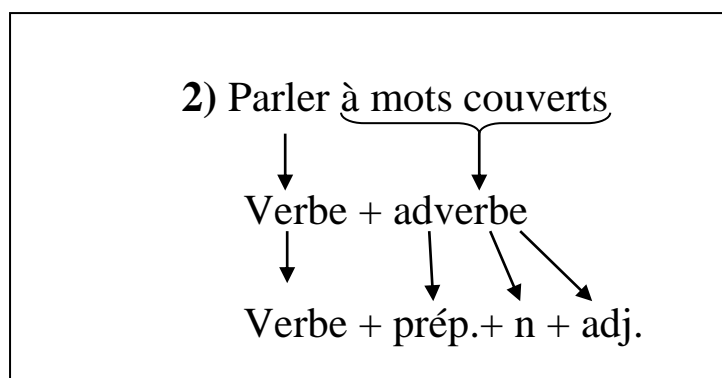 2) Parler à mots couverts
Verbe + adverbe
Verbe + prép.+ n + adj.